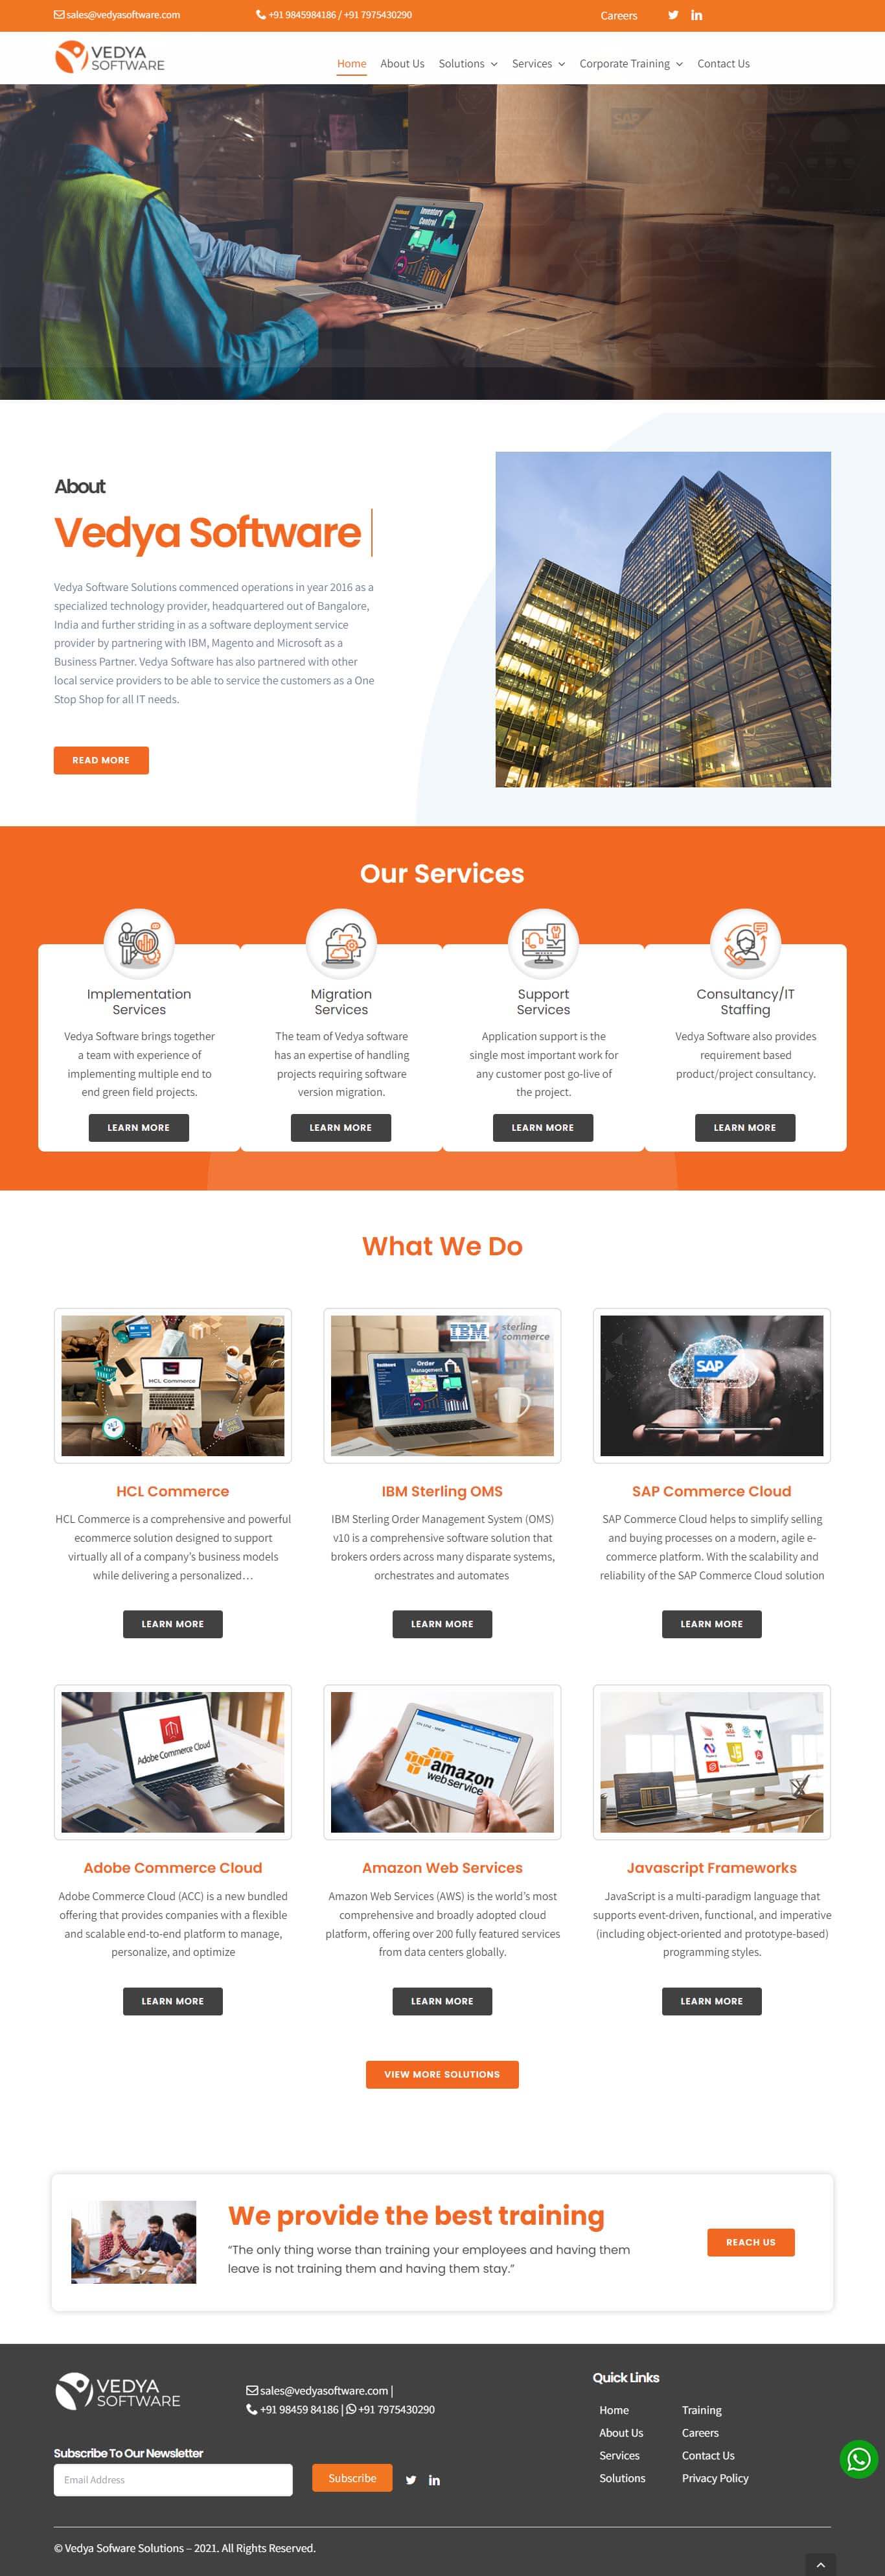 sales@vedyasoftware.com
+91 9845984186 / +91 7975430290
Careers
VEDYA
SOFTWARE
Home
About Us
Solutions
Services
Corporate Training
Contact Us
SAP
Inventory
Control
About
Vedya Software
Vedya Software Solutions commenced operations in year 2016 as a
specialized technology provider, headquartered out of Bangalore,
India and further striding in as a software deployment service
provider by partnering with IBM, Magento and Microsoft as a
Business Partner. Vedya Software has also partnered with other
local service providers to be able to service the customers as a One
Stop Shop for all IT needs.
READ MORE
Our Services
Implementation
Services
Vedya Software brings together
a team with experience of
implementing multiple end to
end green field projects.
LEARN MORE
Migration
Services
The team of Vedya software
has an expertise of handling
projects requiring software
version migration.
LEARN MORE
Support
Services
Application support is the
single most important work for
any customer post go-live of
the project.
LEARN MORE
Consultancy/IT
Staffing
Vedya Software also provides
requirement based
product/project consultancy.
LEARN MORE
What We Do
HCL Commerce
HCL Commerce
HCL Commerce is a comprehensive and powerful
ecommerce solution designed to support
virtually all of a company's business models
while delivering a personalized…
LEARN MORE
IBM
sterling
commerce
Order
Management
IBM Sterling OMS
IBM Sterling Order Management System (OMS)
v10 is a comprehensive software solution that
brokers orders across many disparate systems,
orchestrates and automates
LEARN MORE
SAP
SAP Commerce Cloud
SAP Commerce Cloud
SAP Commerce Cloud helps to simplify selling
and buying processes on a modern, agile e-
commerce platform. With the scalability and
reliability of the SAP Commerce Cloud solution
LEARN MORE
Adobe Commerce Cloud
Adobe Commerce Cloud
Adobe Commerce Cloud (ACC) is a new bundled
offering that provides companies with a flexible
and scalable end-to-end platform to manage,
personalize, and optimize
LEARN MORE
amazon
webservice
Amazon Web Services
Amazon Web Services (AWS) is the world's most
comprehensive and broadly adopted cloud
platform, offering over 200 fully featured services
from data centers globally.
LEARN MORE
JS
Javascript Frameworks
JavaScript is a multi-paradigm language that
supports event-driven, functional, and imperative
(including object-oriented and prototype-based)
programming styles.
LEARN MORE
VIEW MORE SOLUTIONS
We provide the best training
“The only thing worse than training your employees and having them
leave is not training them and having them stay.”
REACH US
VEDYA
SOFTWARE
sales@vedyasoftware.com |
+91 98459 84186 | +91 7975430290
Subscribe To Our Newsletter
Email Address
Subscribe
Quick Links
Home
About Us
Services
Solutions
Training
Careers
Contact Us
Privacy Policy
© Vedya Sofware Solutions – 2021. All Rights Reserved.